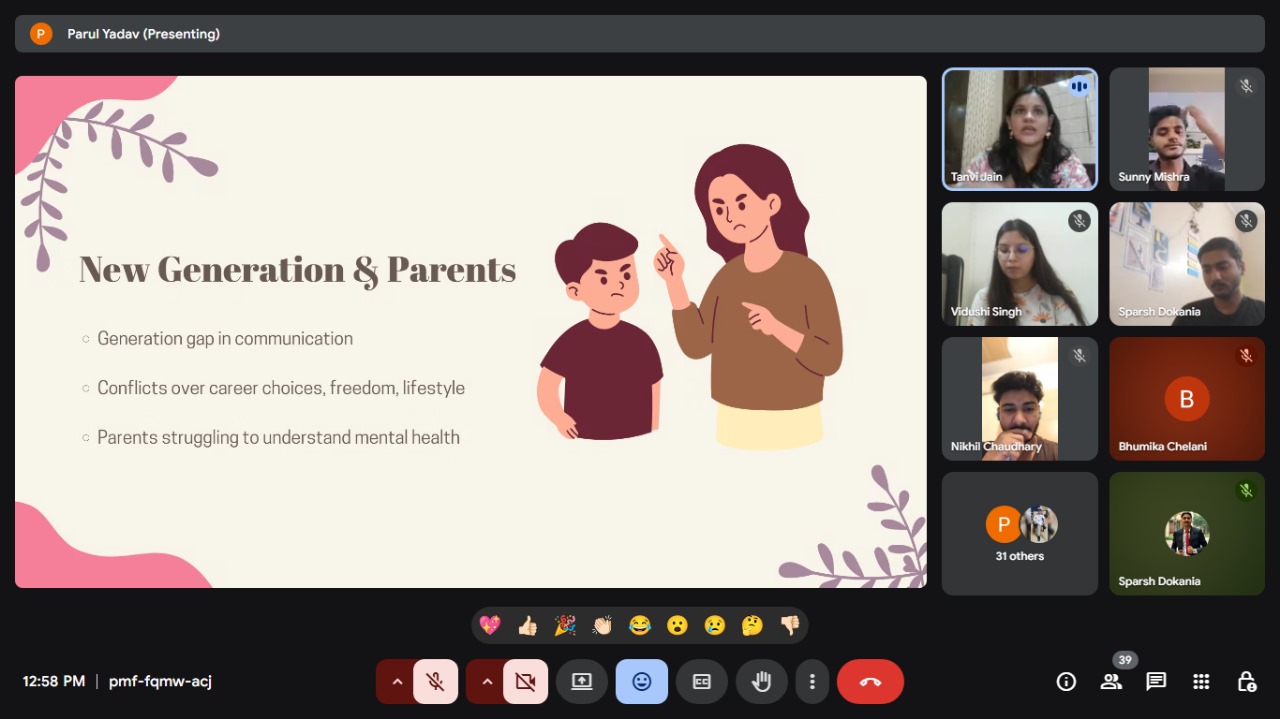 P Parul Yadav (Presenting)
New Generation & Parents
Generation gap in communication
Conflicts over career choices, freedom, lifestyle
Parents struggling to understand mental health
Tanvi Jain
Sunny Mishra
Vidushi Singh
Sparsh Dokania
Nikhil Chaudhary
B
Bhumika Chelani
P
31 others
Sparsh Dokania
12:58 PM | pmf-fqmw-acj
CC
39